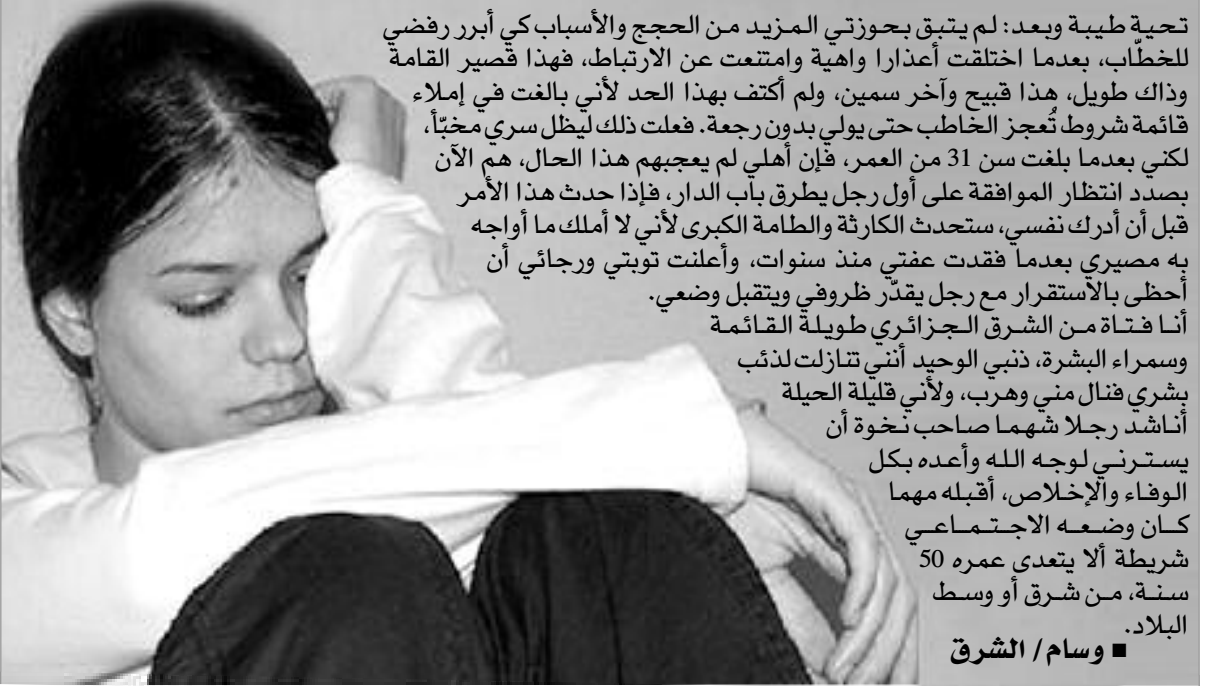 تحية طيبة وبعد: لم يتبق بحوزتي المزيد من الحجج والأسباب كي أبرر رفضي
للخطّاب، بعدما اختلقت أعذارا واهية وامتنعت عن الارتباط، فهذا قصير القامة
وذاك طويل، هذا قبيح وآخر سمين، ولم أكتف بهذا الحد لأني بالغت في إملاء
قائمة شروط تُعجز الخاطب حتى يولي بدون رجعة. فعلت ذلك ليظل سري مخبّأ،
لكني بعدما بلغت سن 31 من العمر، فإن أهلي لم يعجبهم هذا الحال، هم الآن
بصدد انتظار الموافقة على أول رجل يطرق باب الدار، فإذا حدث هذا الأمر
قبل أن أدرك نفسي، ستحدث الكارثة والطامة الكبرى لأني لا أملك ما أواجه
به مصيري بعدما فقدت عفتي منذ سنوات، وأعلنت توبتي ورجائي أن
أحظى بالاستقرار مع رجل يقدّر ظروفي ويتقبل وضعي.
أنا فتاة من الشرق الجزائري طويلة القائمة
وسمراء البشرة، ذنبي الوحيد أنني تنازلت لذئب
بشري فنال مني وهرب، ولأني قليلة الحيلة
أناشد رجلا شهما صاحب نخوة أن
يسترني لوجه الله وأعده بكل
الوفاء والإخلاص، أقبله مهما
كان وضعه الاجتماعي
شريطة ألا يتعدى عمره 50
سنة، من شرق أو وسط
البلاد.
■ وسام/ الشرق